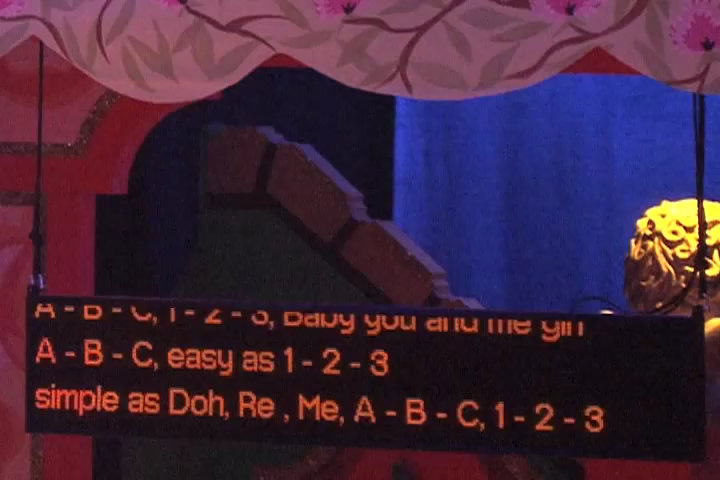 A - B - C, 1 - 2 - 3, Baby you and me girl
A - B - C, easy as 1 - 2 - 3
simple as Doh, Re , Me, A - B - C, 1 - 2 - 3